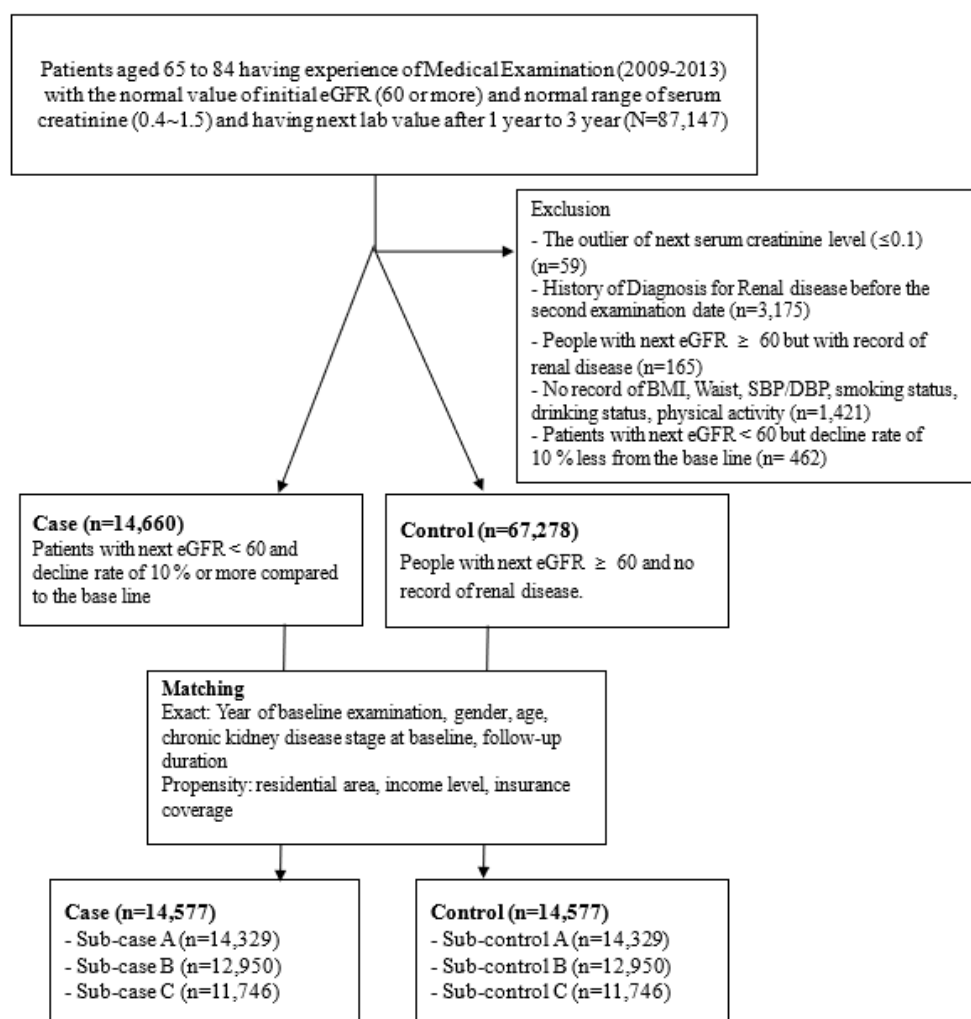 Patients aged 65 to 84 having experience of Medical Examination (2009-2013)
with the normal value of initial eGFR (60 or more) and normal range of serum
creatinine (0.4~1.5) and having next lab value after 1 year to 3 year (N=87,147)
Exclusion
- The outlier of next serum creatinine level (≤0.1)
(n=59)
- History of Diagnosis for Renal disease before the
second examination date (n=3,175)
- People with next eGFR ≥ 60 but with record of
renal disease (n=165)
- No record of BMI, Waist, SBP/DBP, smoking status,
drinking status, physical activity (n=1,421)
- Patients with next eGFR < 60 but decline rate of
10 % less from the base line (n= 462)
Case (n=14,660)
Patients with next eGFR < 60 and
decline rate of 10 % or more compared
to the base line
Control (n=67,278)
People with next eGFR ≥ 60 and no
record of renal disease.
Matching
Exact: Year of baseline examination, gender, age,
chronic kidney disease stage at baseline, follow-up
duration
Propensity: residential area, income level, insurance
coverage
Case (n=14,577)
- Sub-case A (n=14,329)
- Sub-case B (n=12,950)
- Sub-case C (n=11,746)
Control (n=14,577)
- Sub-control A (n=14,329)
- Sub-control B (n=12,950)
- Sub-control C (n=11,746)